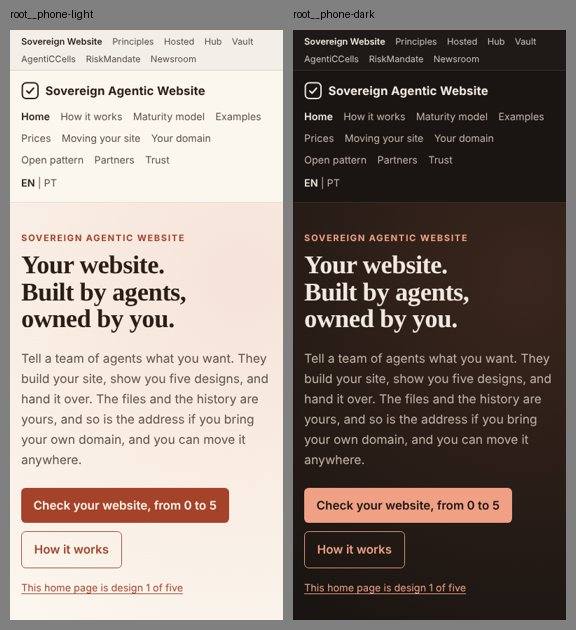 root__phone-light
Sovereign Website Principles Hosted Hub Vault
AgentiCCells RiskMandate Newsroom
Sovereign Agentic Website
Home How it works Maturity model Examples
Prices Moving your site Your domain
Open pattern Partners Trust
EN | PT
SOVEREIGN AGENTIC WEBSITE
Your website.
Built by agents,
owned by you.
Tell a team of agents what you want. They
build your site, show you five designs, and
hand it over. The files and the history are
yours, and so is the address if you bring
your own domain, and you can move it
anywhere.
Check your website, from 0 to 5
How it works
This home page is design 1 of five
root__phone-dark
Sovereign Website Principles Hosted Hub Vault
AgentiCCells RiskMandate Newsroom
Sovereign Agentic Website
Home How it works Maturity model Examples
Prices Moving your site Your domain
Open pattern Partners Trust
EN | PT
SOVEREIGN AGENTIC WEBSITE
Your website.
Built by agents,
owned by you.
Tell a team of agents what you want. They
build your site, show you five designs, and
hand it over. The files and the history are
yours, and so is the address if you bring
your own domain, and you can move it
anywhere.
Check your website, from 0 to 5
How it works
This home page is design 1 of five